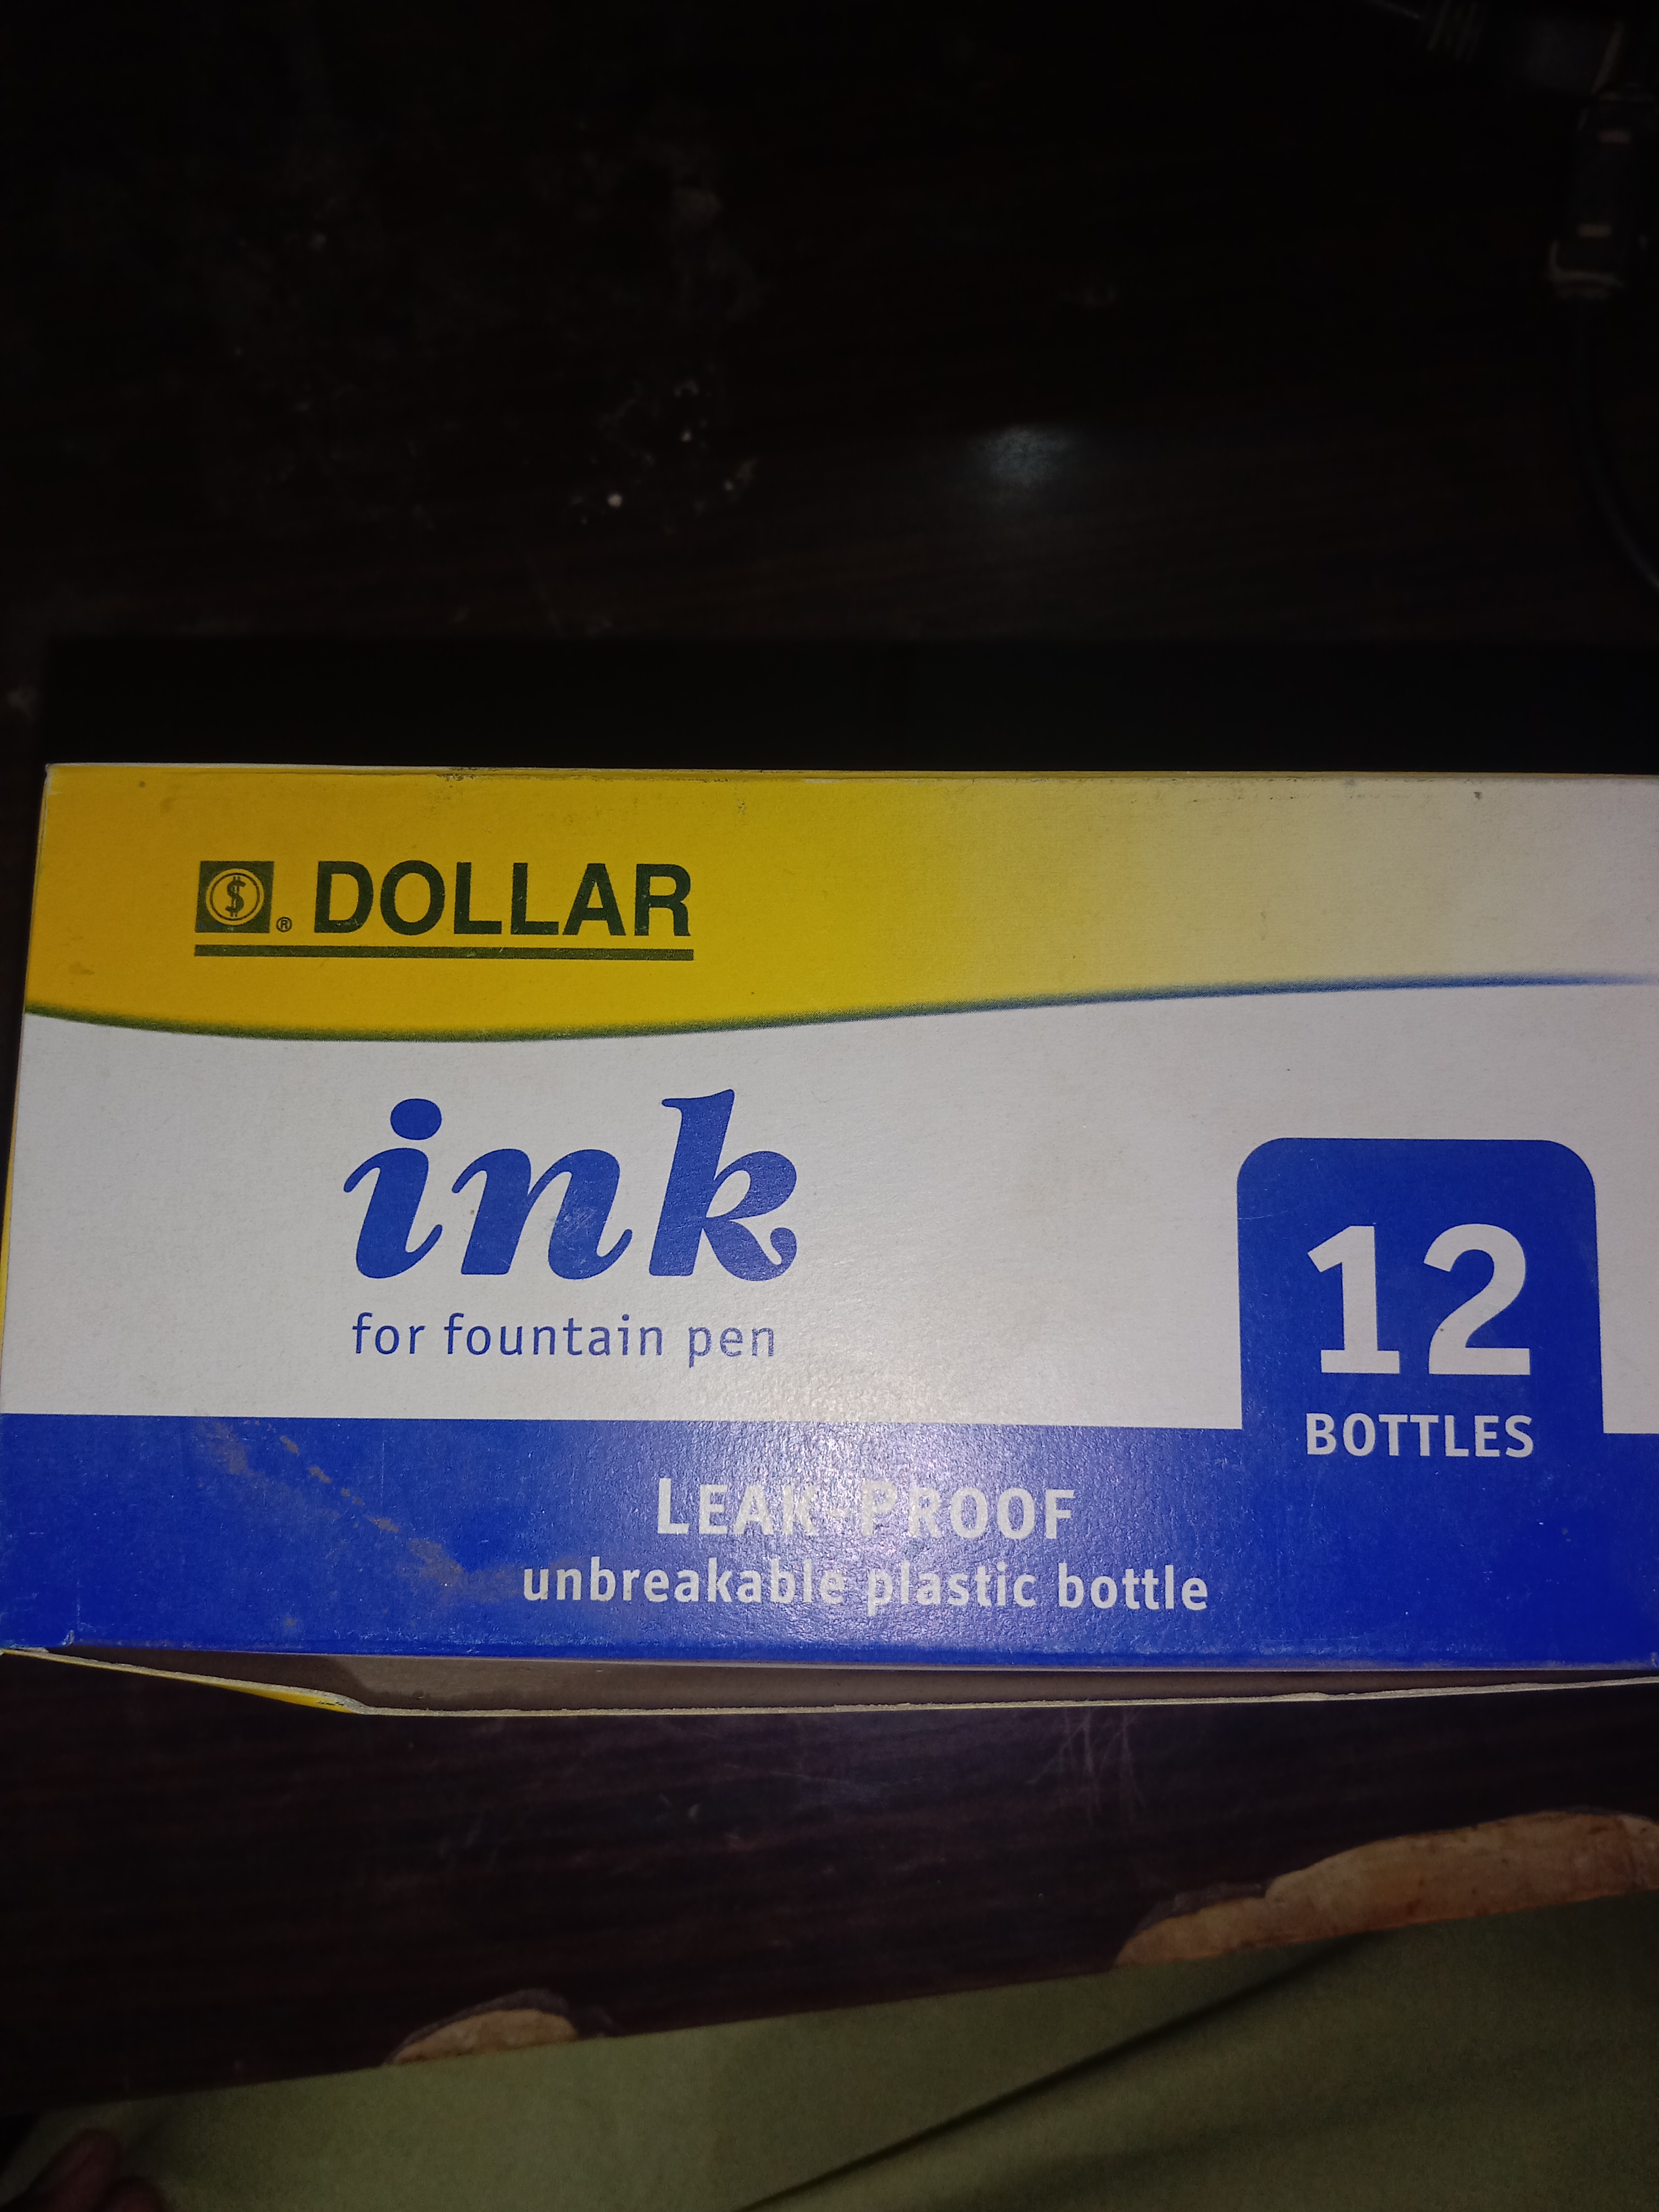 $® DOLLAR
ink
for fountain pen
12
BOTTLES
LEAK-PROOF
unbreakable plastic bottle